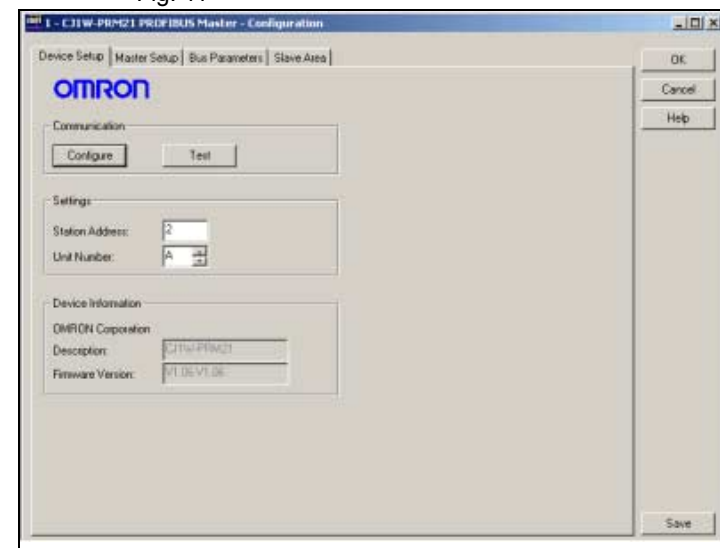 1 - CJ1W-PRM21 PROFIBUS Master - Configuration
Device Setup Master Setup Bus Parameters Slave Area
OK
Cancel
Help
OMRON
Communication
Configure Test
Settings
Station Address: 2
Unit Number: A
Device Information
OMRON Corporation
Description: CJ1W-PRM21
Firmware Version: V1.06.V1.06
Save